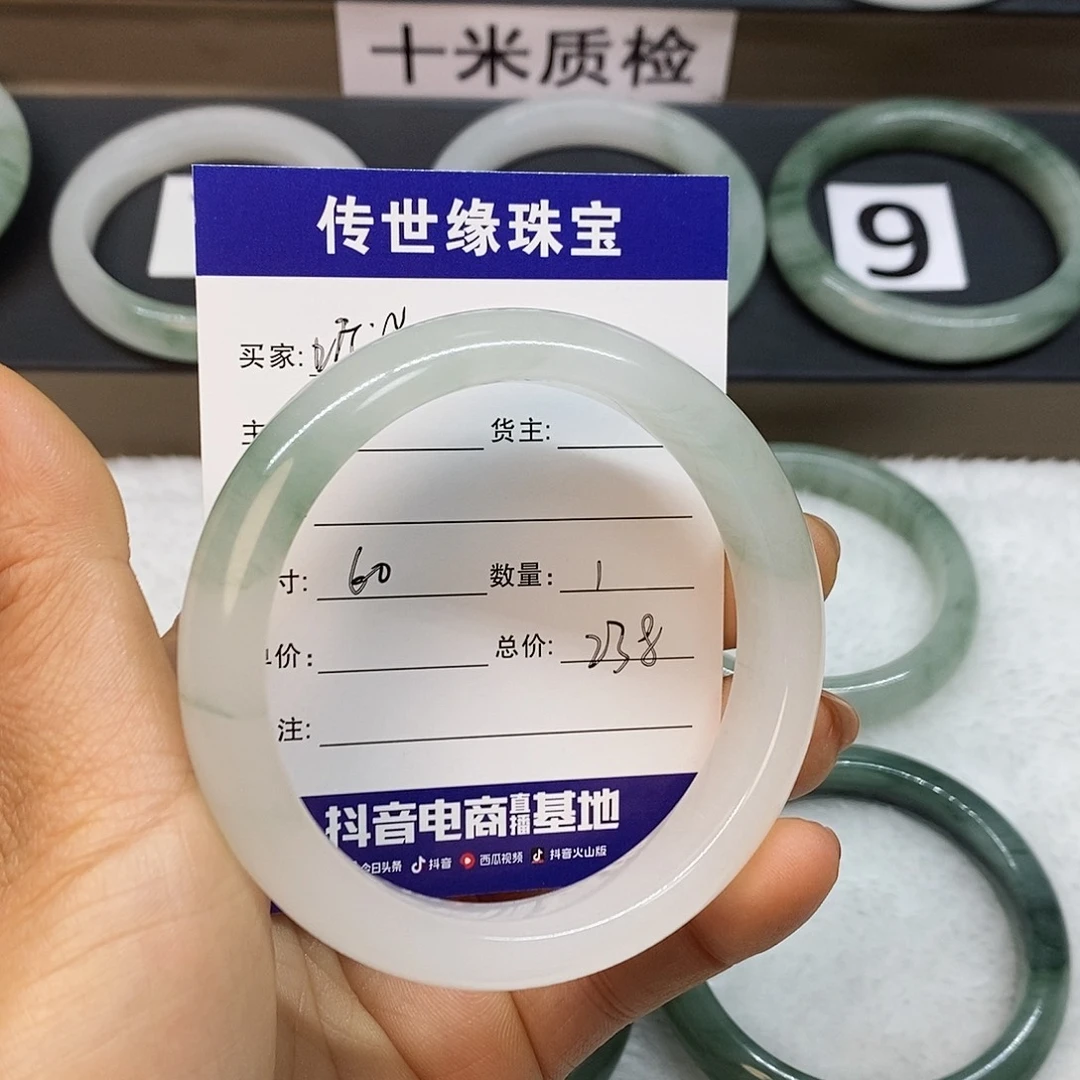 十米质检
9
传世缘珠宝
买家:
货主:
寸: 60 数量: 1
价: 总价: 238
注:
抖音电商直播基地
今日头条 抖音 西瓜视频 抖音火山版